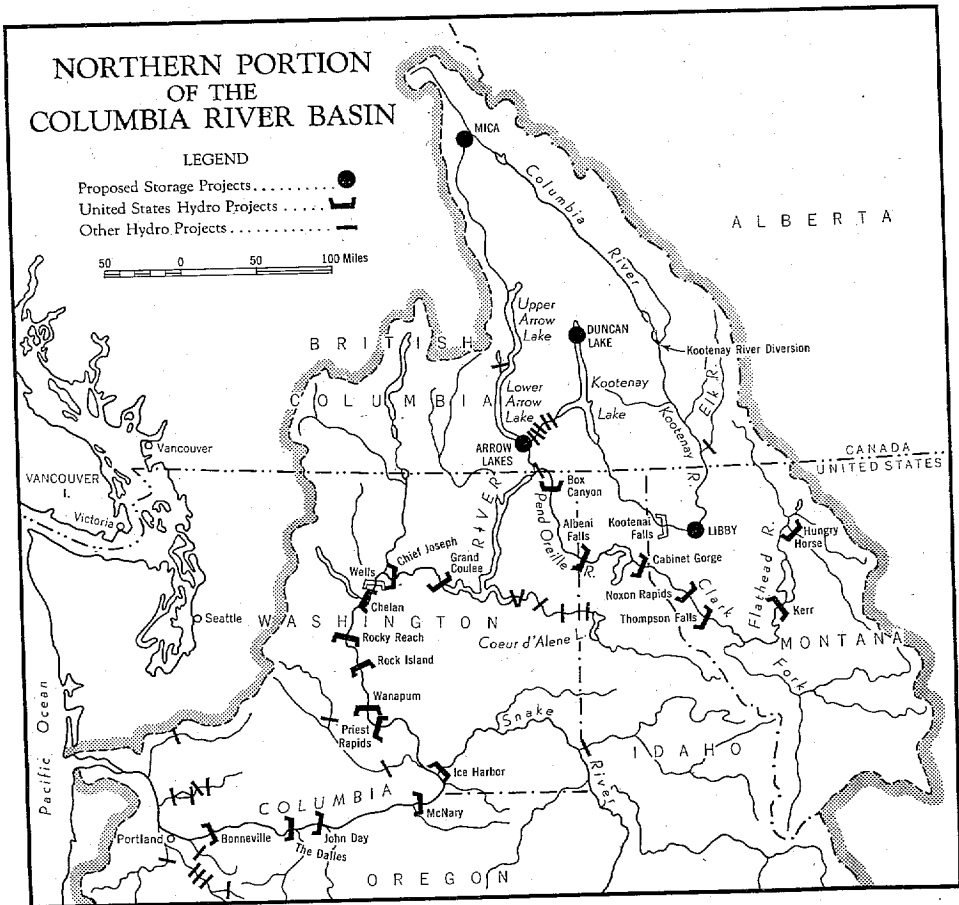 NORTHERN PORTION
OF THE
COLUMBIA RIVER BASIN
LEGEND
Proposed Storage Projects..........
United States Hydro Projects.....
Other Hydro Projects.............
50 0 50 100 Miles
MICA
Columbia
River
ALBERTA
Upper
Arrow
Lake
DUNCAN
LAKE
Kootenay River Diversion
BRITISH
COLUMBIA
Lower
Arrow
Lake
Kootenay
Lake
Kootenay
R.
Elk R.
ARROW
LAKES
CANADA
UNITED STATES
Vancouver
VANCOUVER
I.
Victoria
Box
Canyon
Pend Oreille
R.
RIVER
Albeni
Falls
Kootenai
Falls
LIBBY
Hungry
Horse
Flathead R.
Cabinet Gorge
Chief Joseph
Grand
Coulee
Wells
Chelan
Noxon Rapids
Clark
Thompson Falls
Kerr
Seattle
WASHINGTON
Coeur d'Alene L.
MONTANA
Fork
Rocky Reach
Rock Island
Wanapum
Priest
Rapids
Snake
River
IDAHO
Pacific Ocean
Ice Harbor
COLUMBIA
McNary
Portland
Bonneville
The Dalles
John Day
OREGON